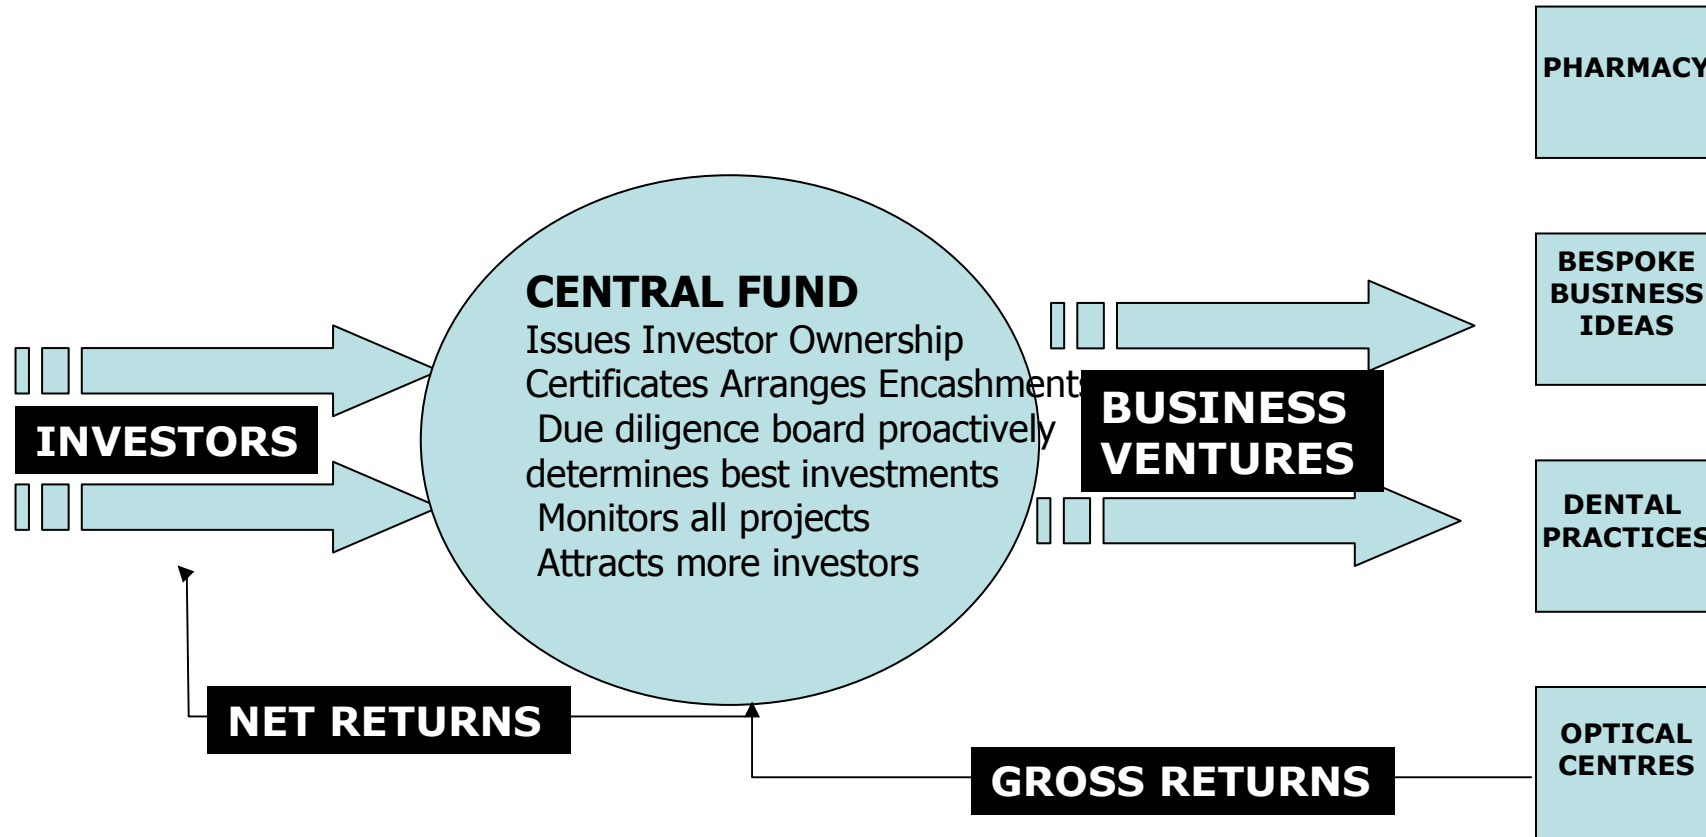 PHARMACY
BESPOKE
BUSINESS
IDEAS
CENTRAL FUND
Issues Investor Ownership
Certificates Arranges Encashments
Due diligence board proactively
determines best investments
Monitors all projects
Attracts more investors
INVESTORS
BUSINESS
VENTURES
DENTAL
PRACTICES
NET RETURNS
GROSS RETURNS
OPTICAL
CENTRES